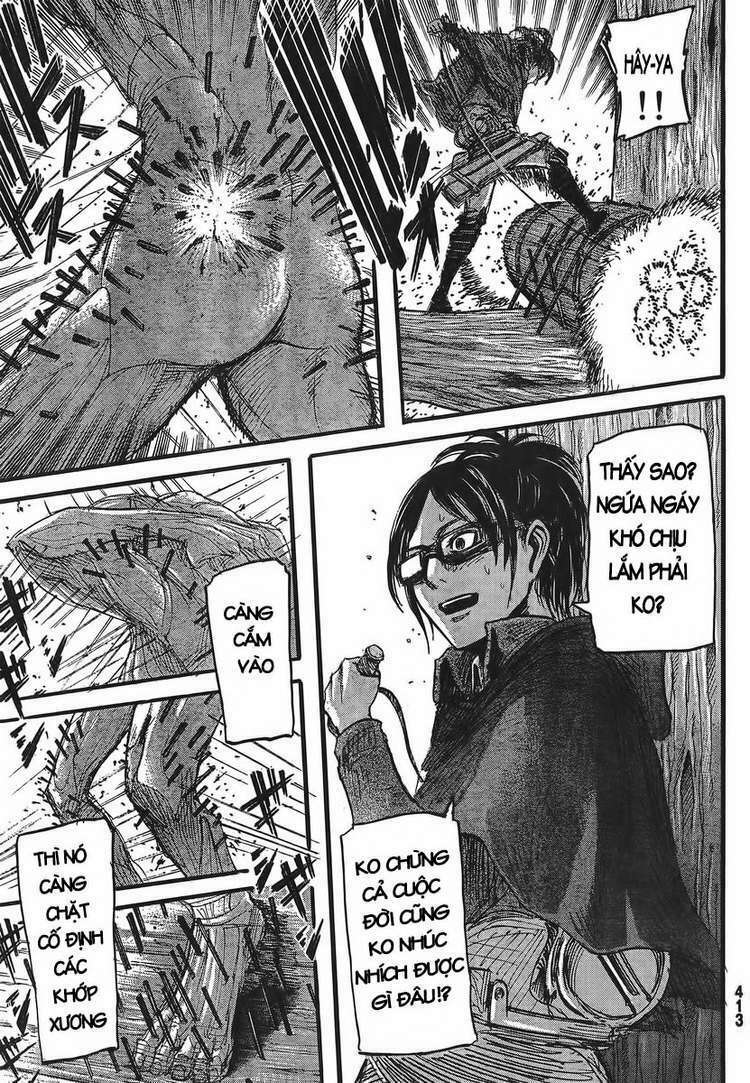 HÂY-YA
!!
THẤY SAO?
NGỨA NGÁY
KHÓ CHỊU
LẮM PHẢI
KO?
KO CHỪNG
CẢ CUỘC
ĐỜI CŨNG
KO NHÚC
NHÍCH ĐƯỢC
GÌ ĐÂU!?
CÀNG
CẮM
VÀO
THÌ NÓ
CÀNG
CHẶT
CỐ ĐỊNH
CÁC
KHỚP
XƯƠNG
413